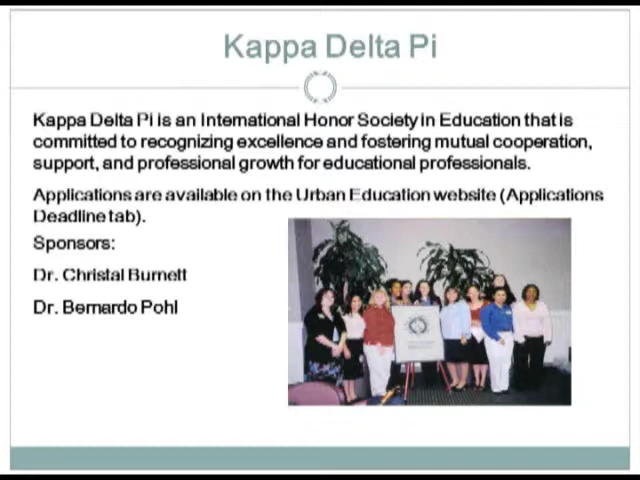 Kappa Delta Pi
Kappa Delta Pi is an International Honor Society in Education that is
committed to recognizing excellence and fostering mutual cooperation,
support, and professional growth for educational professionals.
Applications are available on the Urban Education website (Applications
Deadline tab).
Sponsors:
Dr. Christal Burnett
Dr. Bernardo Pohl